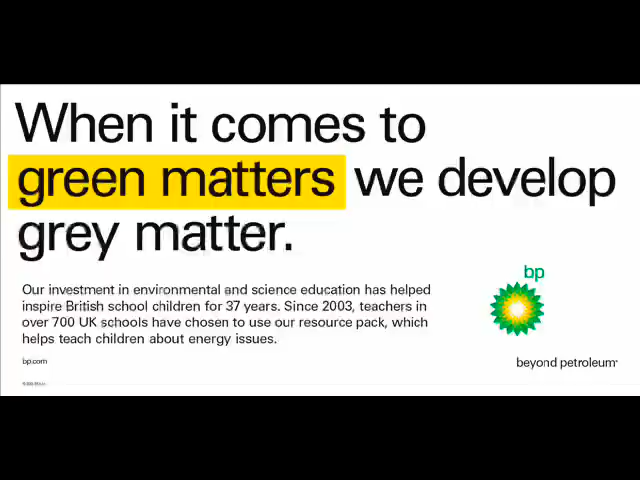 When it comes to
green matters we develop
grey matter.
Our investment in environmental and science education has helped
inspire British school children for 37 years. Since 2003, teachers in
over 700 UK schools have chosen to use our resource pack, which
helps teach children about energy issues.
bp
bp.com
beyond petroleum®